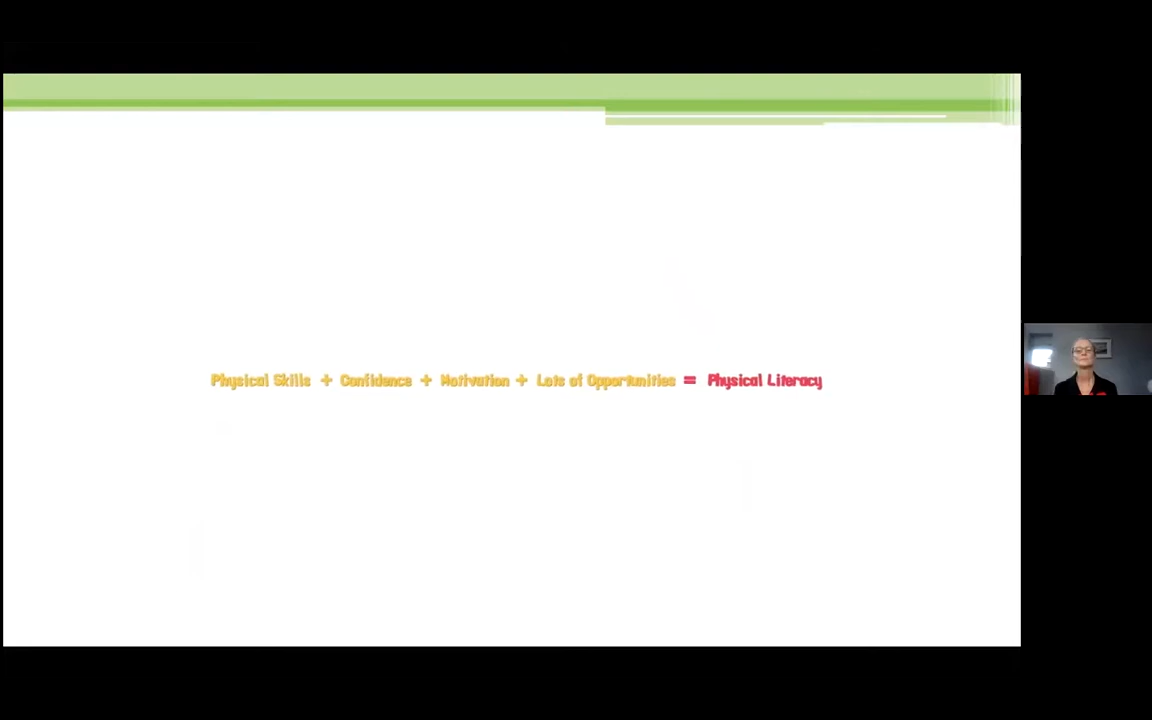 Physical Skills + Confidence + Motivation + Lots of Opportunities = Physical Literacy